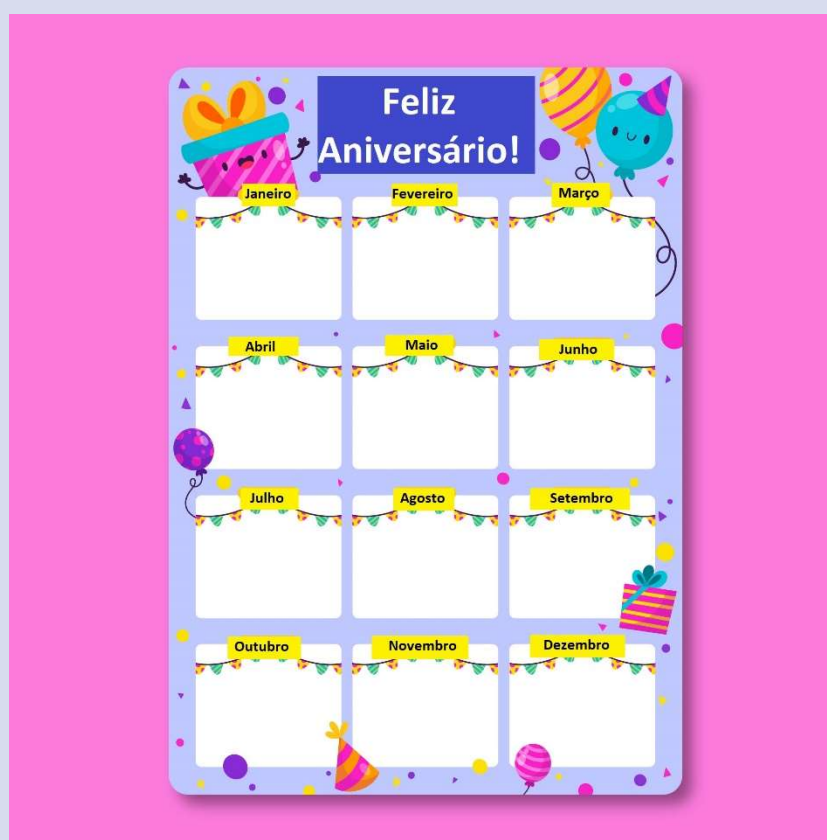 Feliz
Aniversário!
Janeiro
Fevereiro
Março
Abril
Maio
Junho
Julho
Agosto
Setembro
Outubro
Novembro
Dezembro